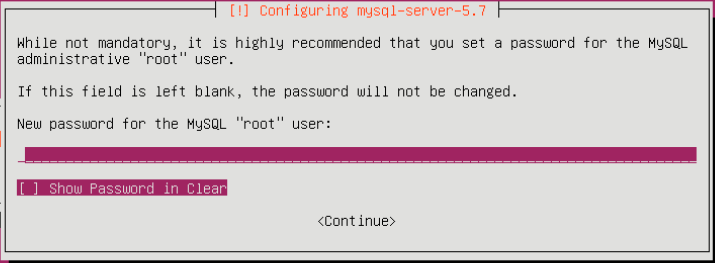 [!] Configuring mysql-server-5.7
While not mandatory, it is highly recommended that you set a password for the MySQL
administrative "root" user.
If this field is left blank, the password will not be changed.
New password for the MySQL "root" user:
[ ] Show Password in Clear
<Continue>